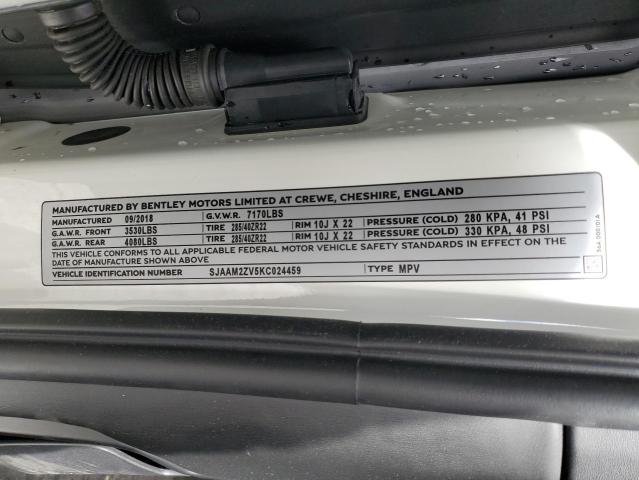 MANUFACTURED BY BENTLEY MOTORS LIMITED AT CREWE, CHESHIRE, ENGLAND
MANUFACTURED 09/2018 G.V.W.R. 7170LBS
G.A.W.R. FRONT 3530LBS TIRE 285/40ZR22 RIM 10J X 22 PRESSURE (COLD) 280 KPA, 41 PSI
G.A.W.R. REAR 4080LBS TIRE 285/40ZR22 RIM 10J X 22 PRESSURE (COLD) 330 KPA, 48 PSI
THIS VEHICLE CONFORMS TO ALL APPLICABLE FEDERAL MOTOR VEHICLE SAFETY STANDARDS IN EFFECT ON THE
DATE OF MANUFACTURE SHOWN ABOVE
VEHICLE IDENTIFICATION NUMBER SJAAM2ZV5KC024459 TYPE MPV